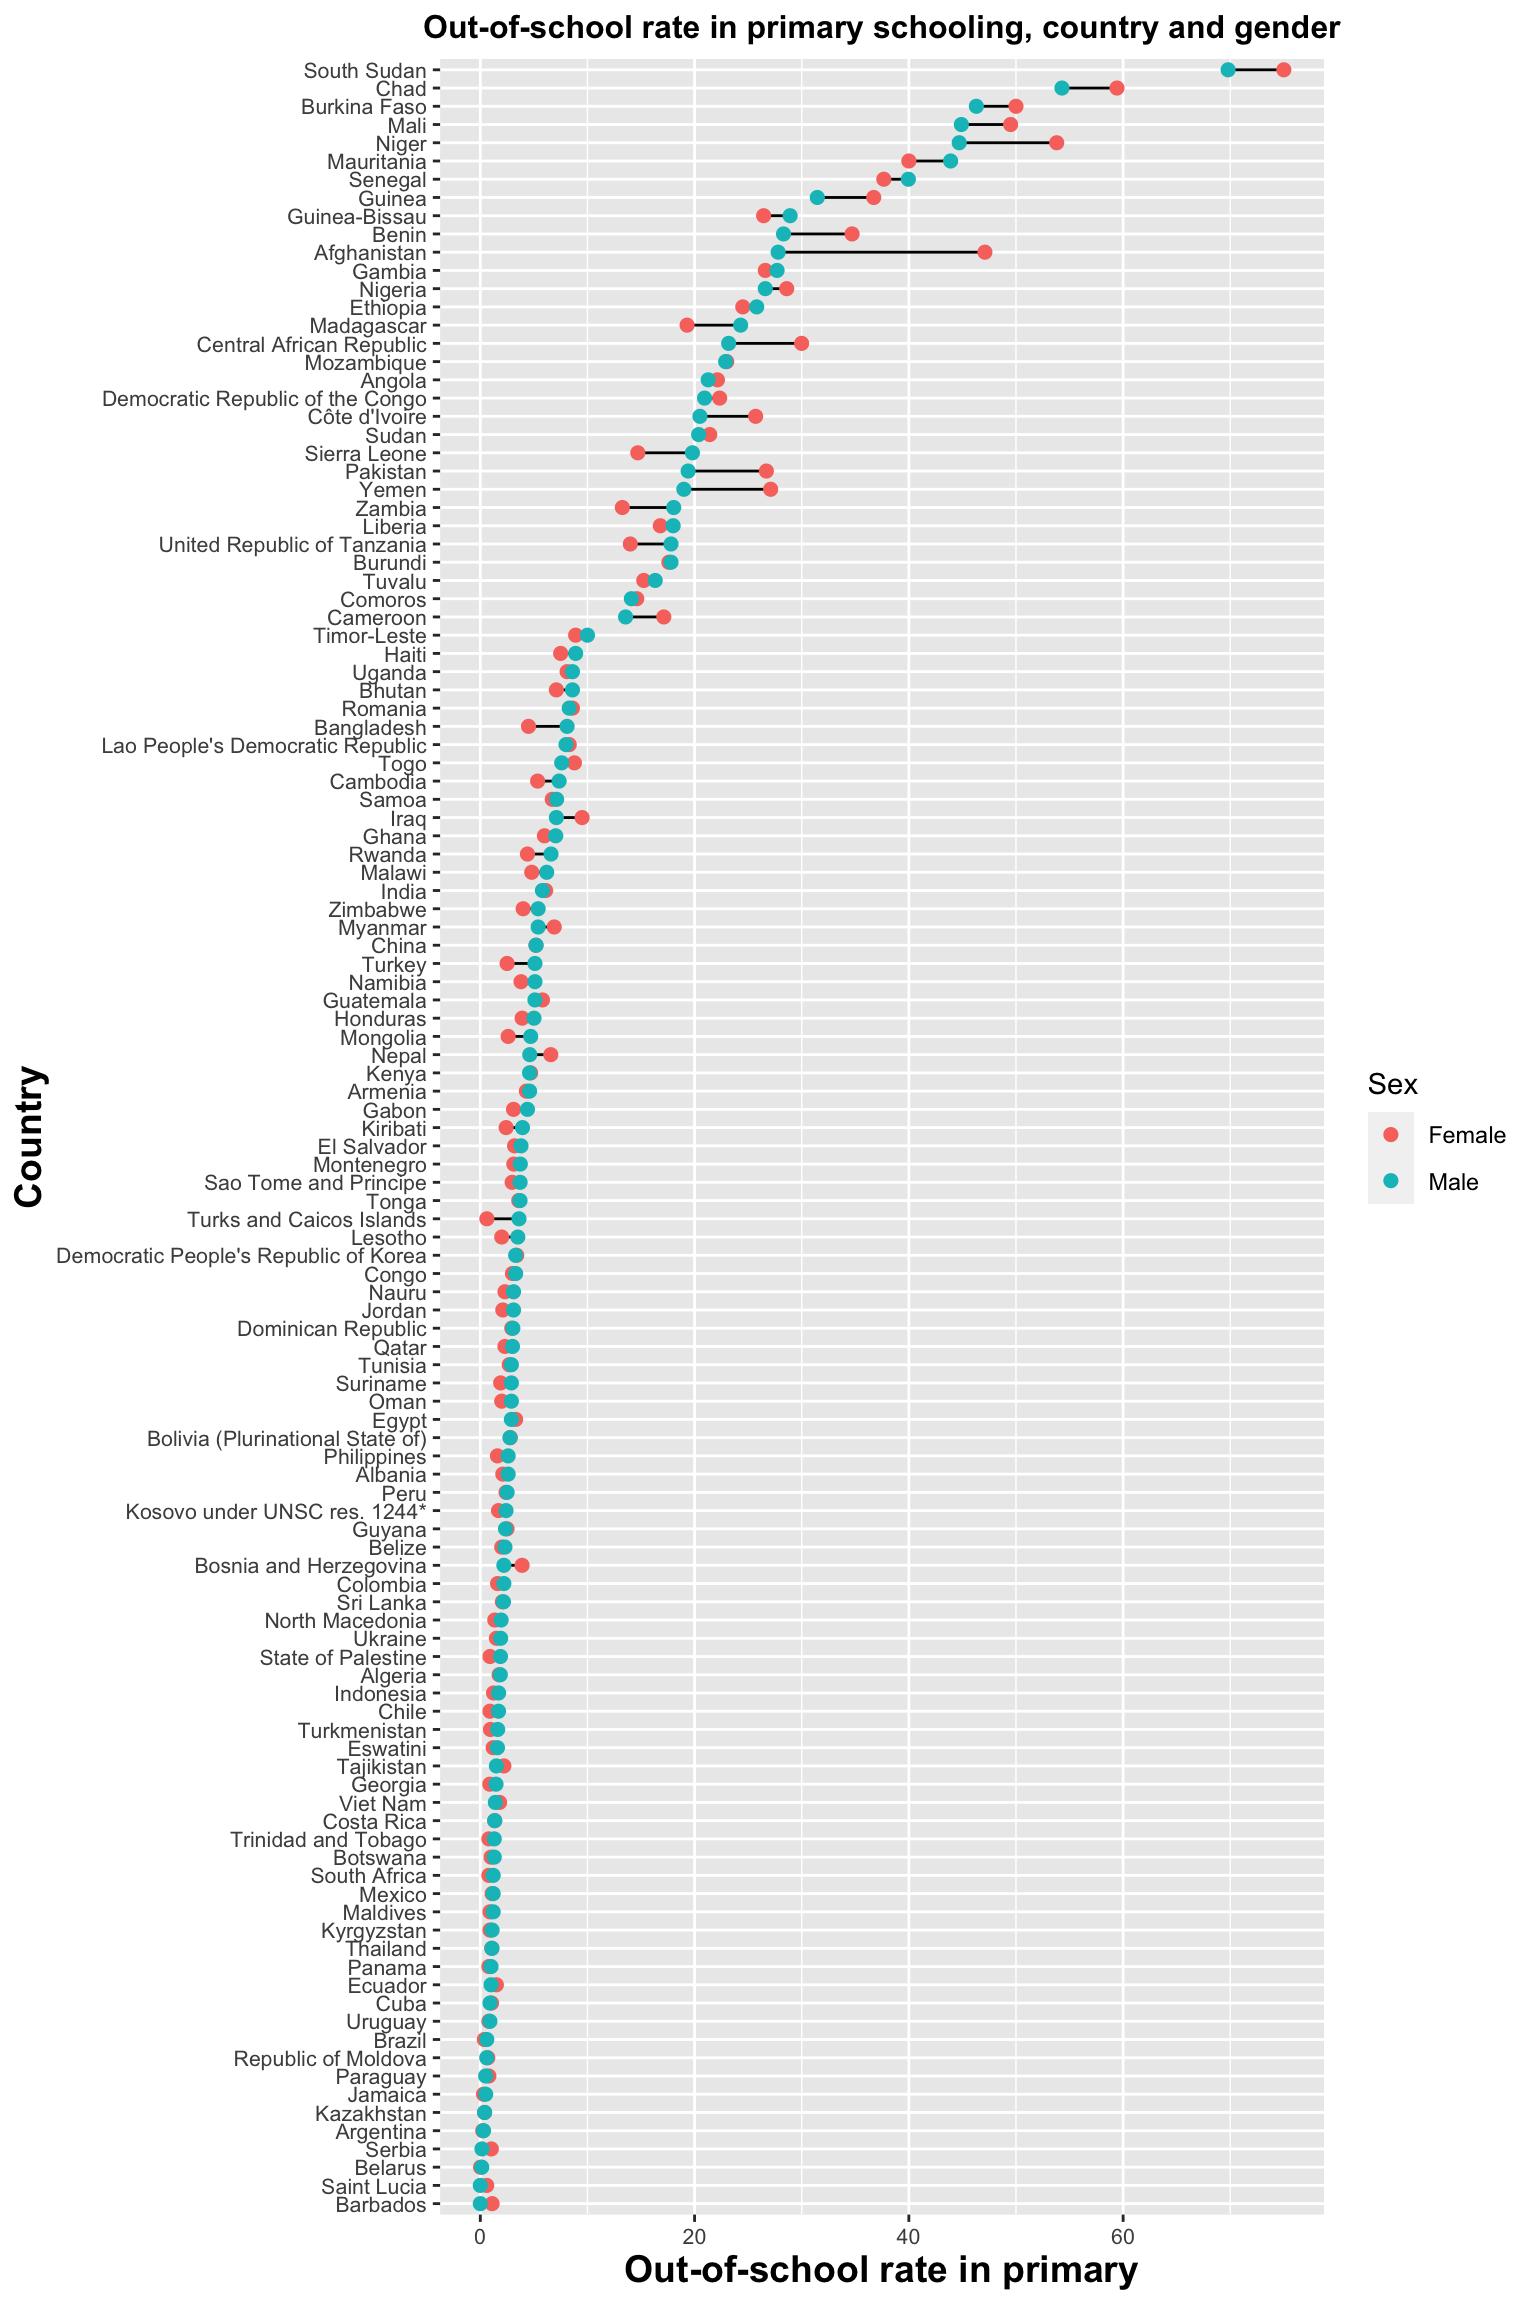 Out-of-school rate in primary schooling, country and gender
South Sudan
Chad
Burkina Faso
Mali
Niger
Mauritania
Senegal
Guinea
Guinea-Bissau
Benin
Afghanistan
Gambia
Nigeria
Ethiopia
Madagascar
Central African Republic
Mozambique
Angola
Democratic Republic of the Congo
Côte d'Ivoire
Sudan
Sierra Leone
Pakistan
Yemen
Zambia
Liberia
United Republic of Tanzania
Burundi
Tuvalu
Comoros
Cameroon
Timor-Leste
Haiti
Uganda
Bhutan
Romania
Bangladesh
Lao People's Democratic Republic
Togo
Cambodia
Samoa
Iraq
Ghana
Rwanda
Malawi
India
Zimbabwe
Myanmar
China
Turkey
Namibia
Guatemala
Honduras
Mongolia
Nepal
Kenya
Armenia
Gabon
Kiribati
El Salvador
Montenegro
Sao Tome and Principe
Tonga
Turks and Caicos Islands
Lesotho
Democratic People's Republic of Korea
Congo
Nauru
Jordan
Dominican Republic
Qatar
Tunisia
Suriname
Oman
Egypt
Bolivia (Plurinational State of)
Philippines
Albania
Peru
Kosovo under UNSC res. 1244*
Guyana
Belize
Bosnia and Herzegovina
Colombia
Sri Lanka
North Macedonia
Ukraine
State of Palestine
Algeria
Indonesia
Chile
Turkmenistan
Eswatini
Tajikistan
Georgia
Viet Nam
Costa Rica
Trinidad and Tobago
Botswana
South Africa
Mexico
Maldives
Kyrgyzstan
Thailand
Panama
Ecuador
Cuba
Uruguay
Brazil
Republic of Moldova
Paraguay
Jamaica
Kazakhstan
Argentina
Serbia
Belarus
Saint Lucia
Barbados
Country
0 20 40 60
Out-of-school rate in primary
Sex
Female
Male